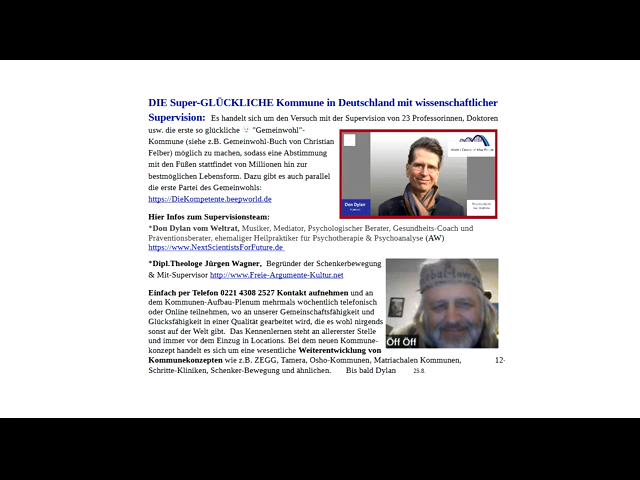 DIE Super-GLÜCKLICHE Kommune in Deutschland mit wissenschaftlicher
Supervision: Es handelt sich um den Versuch mit der Supervision von 23 Professorinnen, Doktoren
usw. die erste so glückliche "Gemeinwohl"-
Kommune (siehe z.B. Gemeinwohl-Buch von Christian
Felber) möglich zu machen, sodass eine Abstimmung
mit den Füßen stattfindet von Millionen hin zur
bestmöglichen Lebensform. Dazu gibt es auch parallel
die erste Partei des Gemeinwohls:
https://DieKompetente.beepworld.de
Don Dylan
Hier Infos zum Supervisionsteam:
*Don Dylan vom Weltrat, Musiker, Mediator, Psychologischer Berater, Gesundheits-Coach und
Präventionsberater, ehemaliger Heilpraktiker für Psychotherapie & Psychoanalyse (AW)
https://www.NextScientistsForFuture.de
*Dipl.Theologe Jürgen Wagner, Begründer der Schenkerbewegung
& Mit-Supervisor http://www.Freie-Argumente-Kultur.net
Einfach per Telefon 0221 4308 2527 Kontakt aufnehmen und an
dem Kommunen-Aufbau-Plenum mehrmals wöchentlich telefonisch
oder Online teilnehmen, wo an unserer Gemeinschaftsfähigkeit und
Glücksfähigkeit in einer Qualität gearbeitet wird, die es wohl nirgends
sonst auf der Welt gibt. Das Kennenlernen steht an allererster Stelle
und immer vor dem Einzug in Locations. Bei dem neuen Kommune-
konzept handelt es sich um eine wesentliche Weiterentwicklung von
Kommunekonzepten wie z.B. ZEGG, Tamera, Osho-Kommunen, Matriachalen Kommunen, 12-
Schritte-Kliniken, Schenker-Bewegung und ähnlichen. Bis bald Dylan 25.8.
Öff Öff